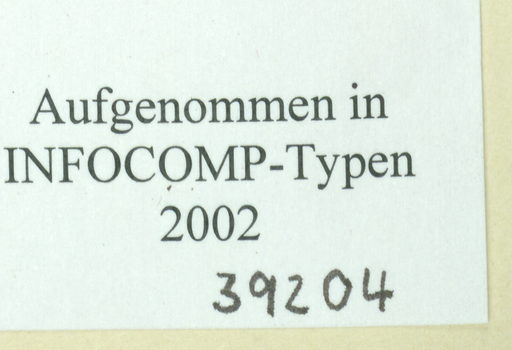 Aufgenommen in
INFOCOMP-Typen
2002
39204